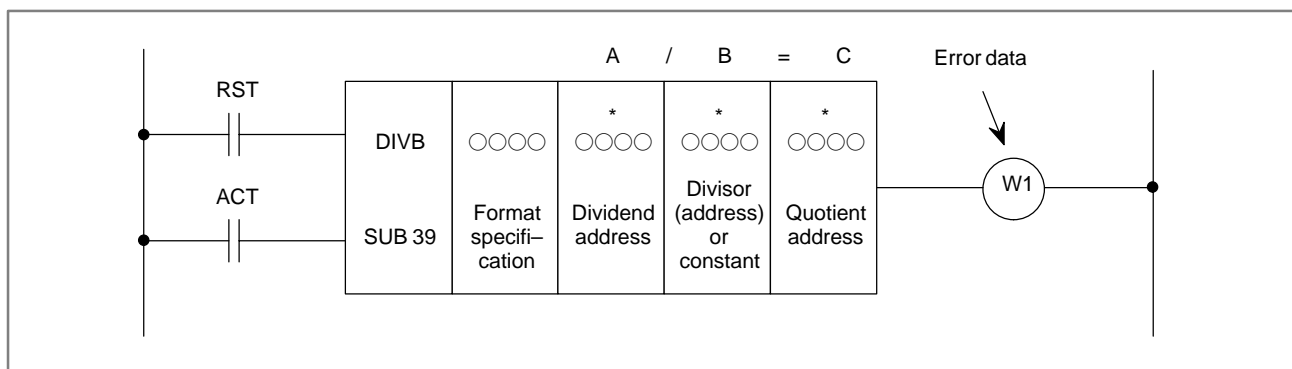 A / B = C
Error data
RST
DIVB
* * *
○○○○ ○○○○ ○○○○ ○○○○
W1
ACT
SUB 39
Format
specifi–
cation
Dividend
address
Divisor
(address)
or
constant
Quotient
address